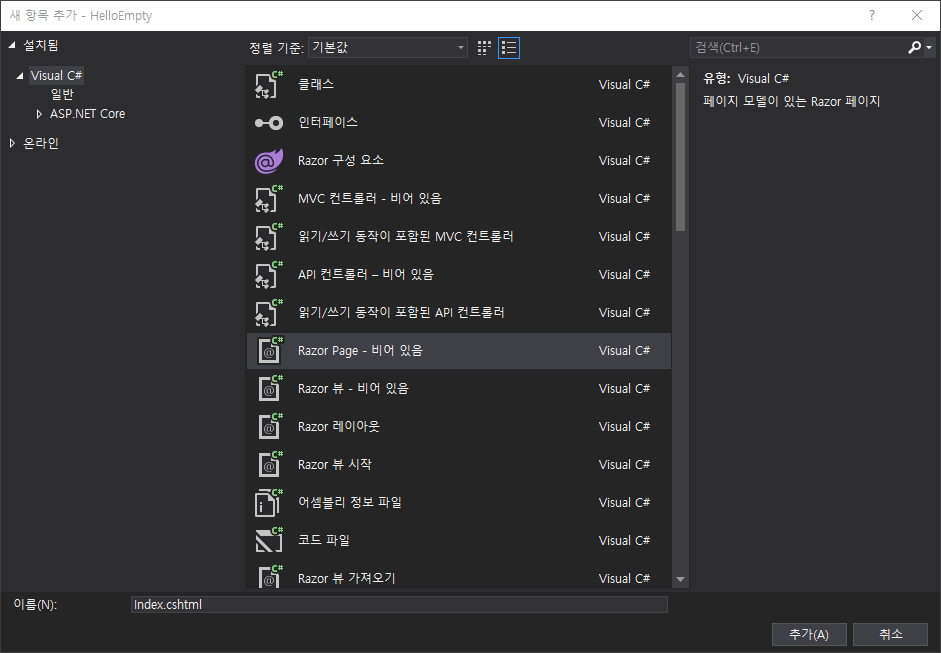 새 항목 추가 - HelloEmpty
설치됨
Visual C#
일반
ASP.NET Core
온라인
정렬 기준: 기본값
클래스 Visual C#
인터페이스 Visual C#
Razor 구성 요소 Visual C#
MVC 컨트롤러 - 비어 있음 Visual C#
읽기/쓰기 동작이 포함된 MVC 컨트롤러 Visual C#
API 컨트롤러 – 비어 있음 Visual C#
읽기/쓰기 동작이 포함된 API 컨트롤러 Visual C#
Razor Page - 비어 있음 Visual C#
Razor 뷰 - 비어 있음 Visual C#
Razor 레이아웃 Visual C#
Razor 뷰 시작 Visual C#
어셈블리 정보 파일 Visual C#
코드 파일 Visual C#
Razor 뷰 가져오기 Visual C#
검색(Ctrl+E)
유형: Visual C#
페이지 모델이 있는 Razor 페이지
이름(N): Index.cshtml
추가(A) 취소